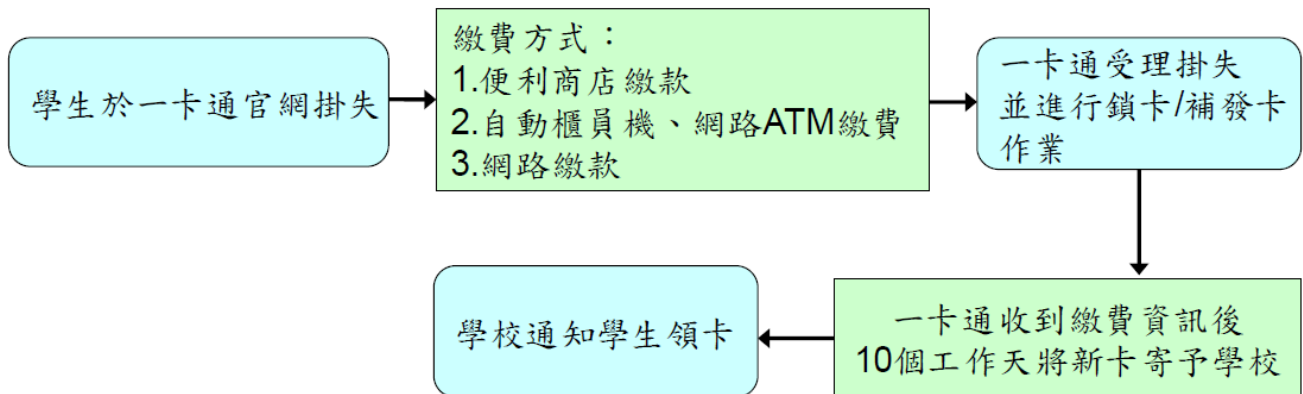 學生於一卡通官網掛失
繳費方式：
1.便利商店繳款
2.自動櫃員機、網路ATM繳費
3.網路繳款
一卡通受理掛失
並進行鎖卡/補發卡
作業
一卡通收到繳費資訊後
10個工作天將新卡寄予學校
學校通知學生領卡